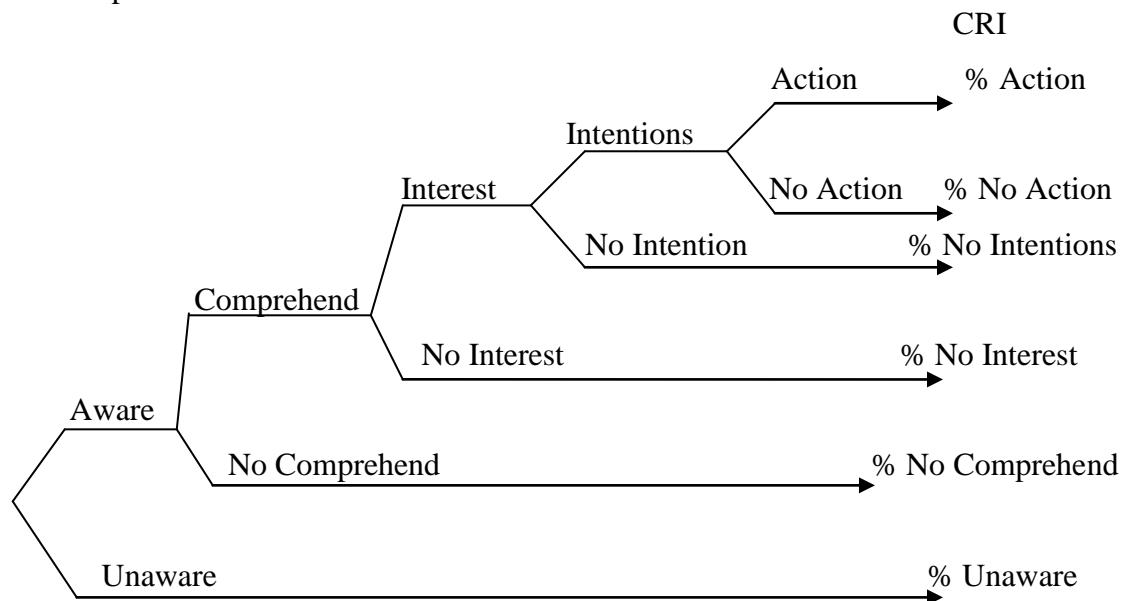 CRI
Action % Action
Intentions
No Action % No Action
Interest
No Intention % No Intentions
Comprehend
No Interest % No Interest
Aware
No Comprehend % No Comprehend
Unaware % Unaware